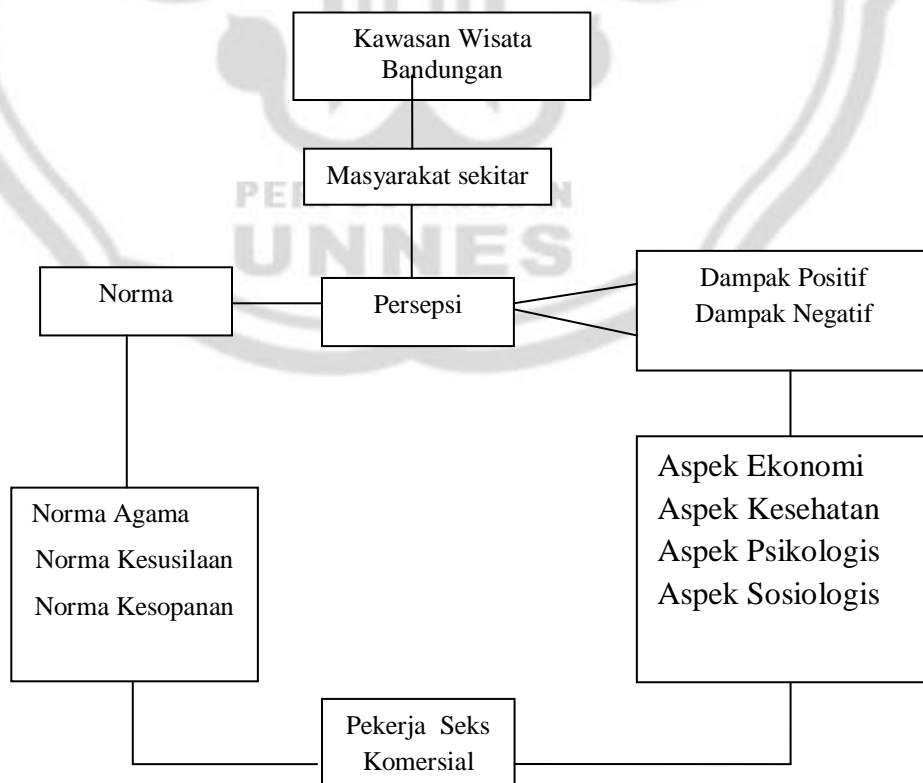 Kawasan Wisata
Bandungan
Masyarakat sekitar
UNNES
Norma
Persepsi
Dampak Positif
Dampak Negatif
Norma Agama
Norma Kesusilaan
Norma Kesopanan
Aspek Ekonomi
Aspek Kesehatan
Aspek Psikologis
Aspek Sosiologis
Pekerja Seks
Komersial